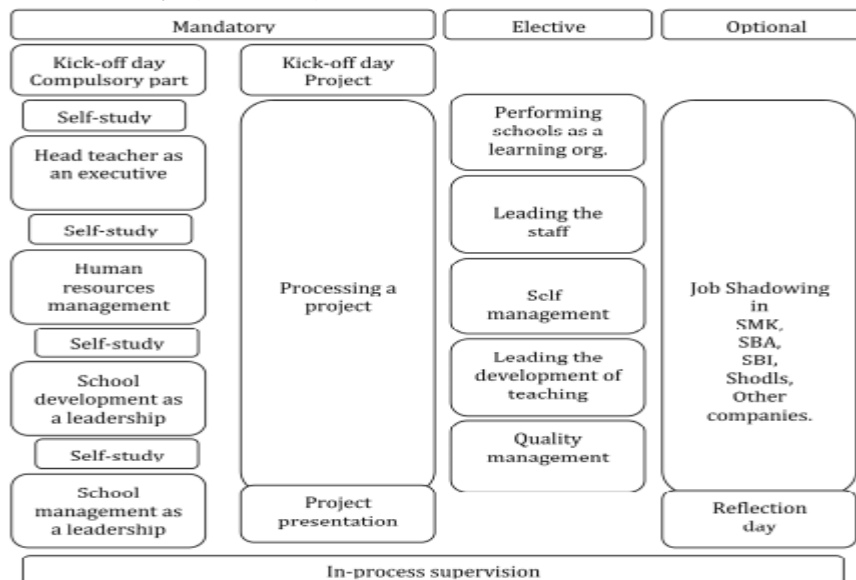 Mandatory
Elective
Optional
Kick-off day
Compulsory part
Self-study
Head teacher as
an executive
Self-study
Human
resources
management
Self-study
School
development as
a leadership
Self-study
School
management as
a leadership
Kick-off day
Project
Processing a
project
Project
presentation
Performing
schools as a
learning org.
Leading the
staff
Self
management
Leading the
development of
teaching
Quality
management
Job Shadowing
in
SMK,
SBA,
SBI,
Shodls,
Other
companies.
Reflection
day
In-process supervision